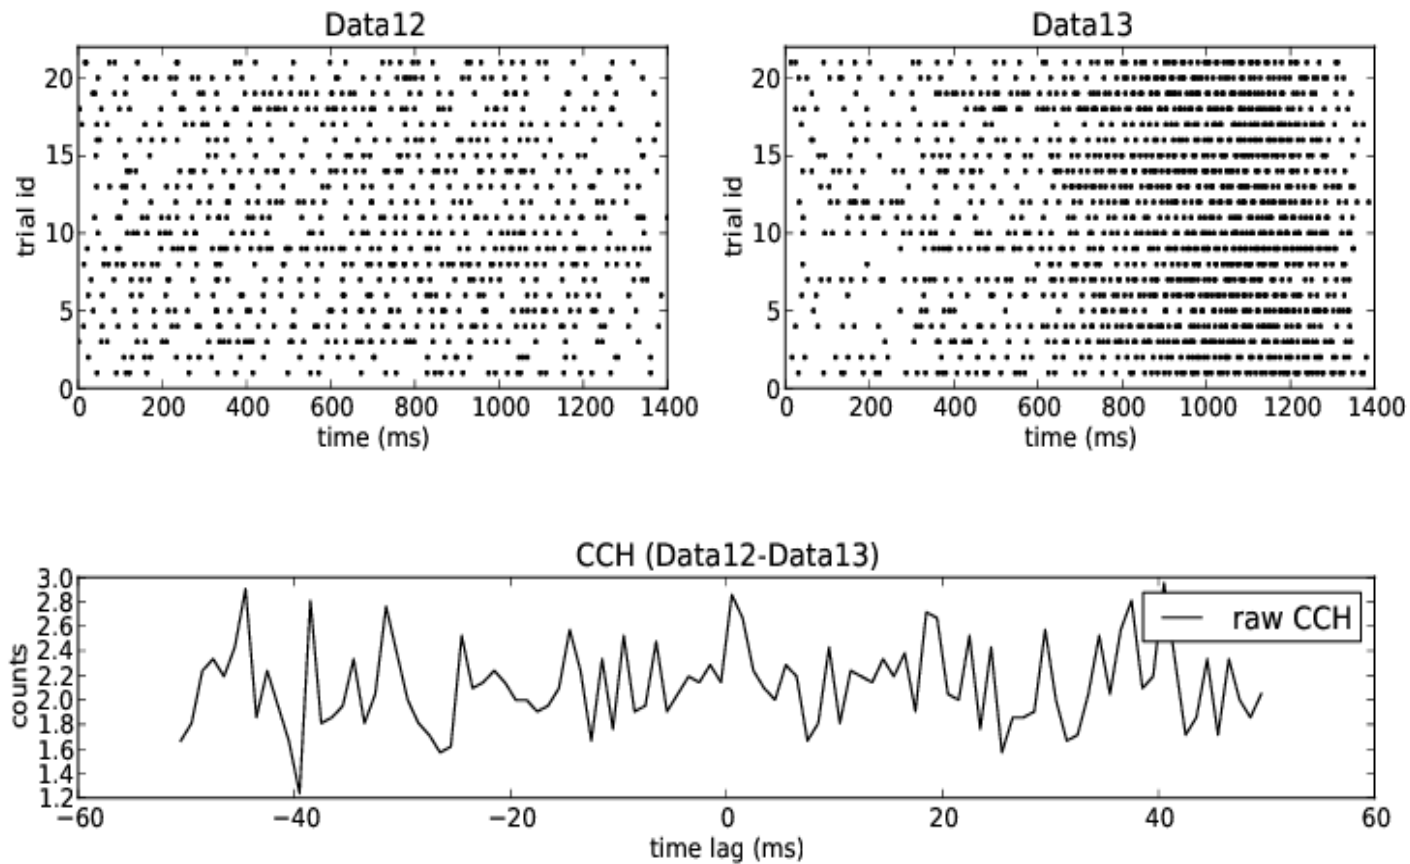 Data12
20
15
10
5
0
trial id
0 200 400 600 800 1000 1200 1400
time (ms)
Data13
20
15
10
5
0
trial id
0 200 400 600 800 1000 1200 1400
time (ms)
CCH (Data12-Data13)
3.0
2.8
2.6
2.4
2.2
2.0
1.8
1.6
1.4
1.2
counts
raw CCH
−60 −40 −20 0 20 40 60
time lag (ms)